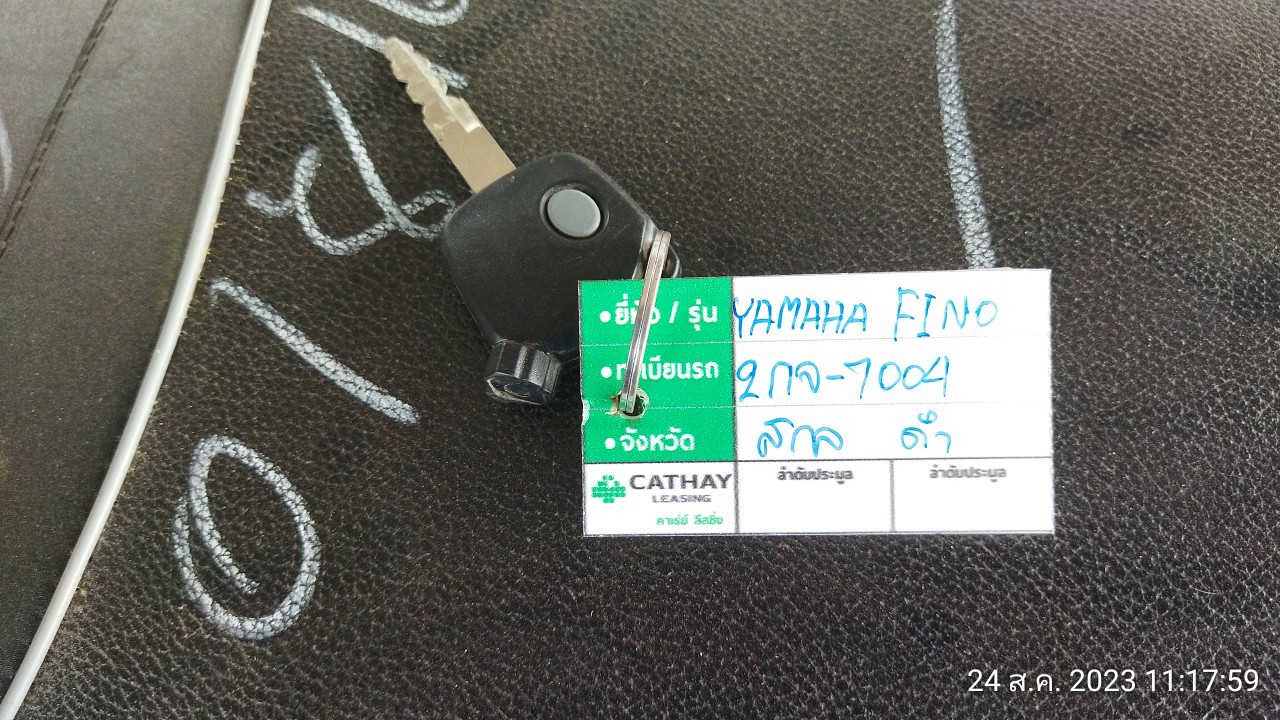 •ยี่ห้อ / รุ่น YAMAHA FINO
•ทะเบียนรถ 2กจ-7004
•จังหวัด สกล ดำ
CATHAY
LEASING
คาเธ่ย์ ลีสซิ่ง
ลำดับประมูล ลำดับประมูล
24 ส.ค. 2023 11:17:59